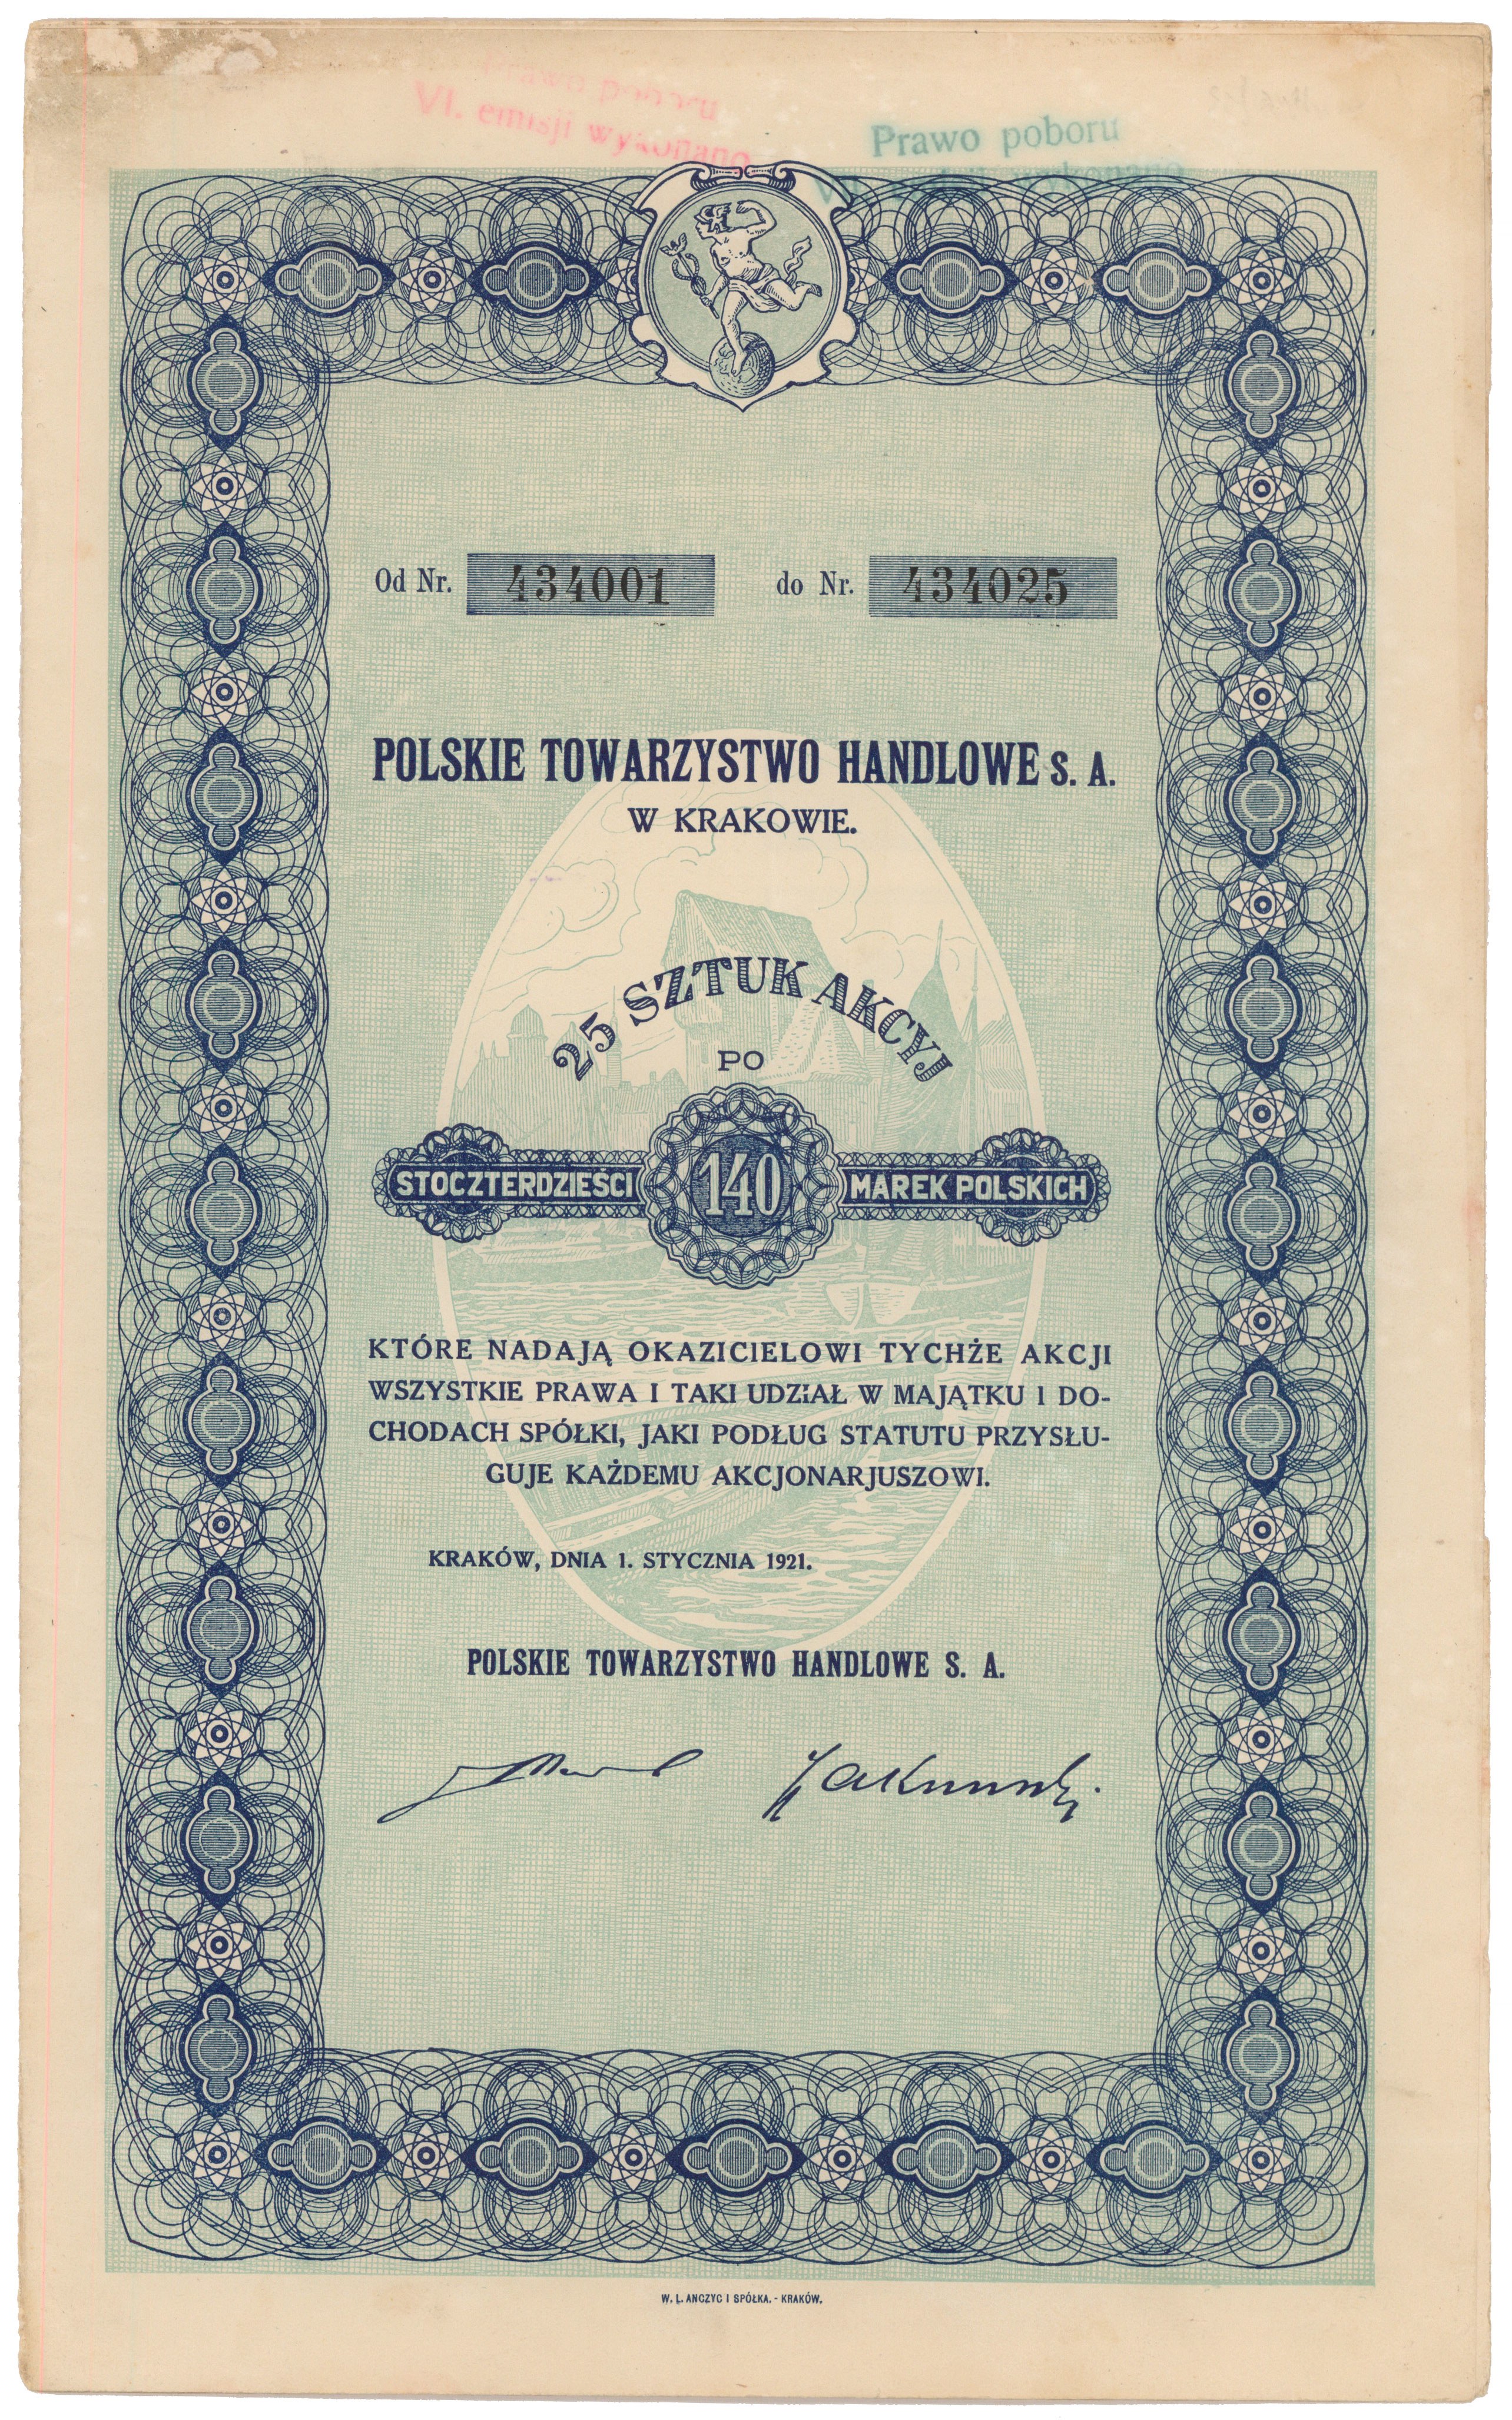 Prawo poboru
VI. emisji wykonano
Prawo poboru
wykonano
Od Nr. 434001 do Nr. 434025
POLSKIE TOWARZYSTWO HANDLOWE S. A.
W KRAKOWIE.
25 SZTUK AKCYJ
PO
STOCZTERDZIEŚCI 140 MAREK POLSKICH
KTÓRE NADAJĄ OKAZICIELOWI TYCHŻE AKCJI
WSZYSTKIE PRAWA I TAKI UDZIAŁ W MAJĄTKU I DO-
CHODACH SPÓŁKI, JAKI PODŁUG STATUTU PRZYSŁU-
GUJE KAŻDEMU AKCJONARJUSZOWI.
KRAKÓW, DNIA 1. STYCZNIA 1921.
POLSKIE TOWARZYSTWO HANDLOWE S. A.
W. L. ANCZYC I SPÓŁKA. - KRAKÓW.